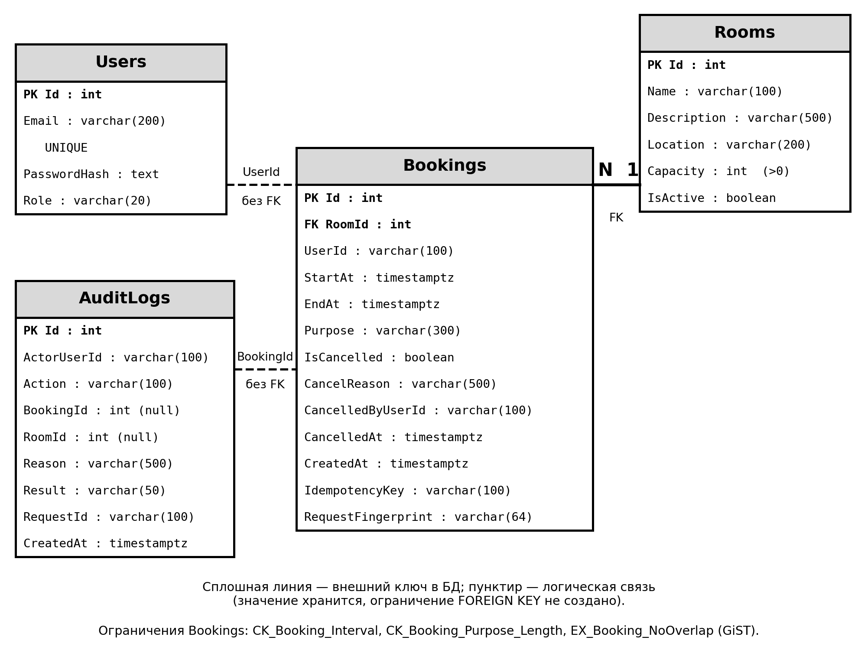 Users
PK Id : int
Email : varchar(200)
UNIQUE
PasswordHash : text
Role : varchar(20)
UserId
без FK
AuditLogs
PK Id : int
ActorUserId : varchar(100)
Action : varchar(100)
BookingId : int (null)
RoomId : int (null)
Reason : varchar(500)
Result : varchar(50)
RequestId : varchar(100)
CreatedAt : timestamptz
BookingId
без FK
Bookings
PK Id : int
FK RoomId : int
UserId : varchar(100)
StartAt : timestamptz
EndAt : timestamptz
Purpose : varchar(300)
IsCancelled : boolean
CancelReason : varchar(500)
CancelledByUserId : varchar(100)
CancelledAt : timestamptz
CreatedAt : timestamptz
IdempotencyKey : varchar(100)
RequestFingerprint : varchar(64)
N 1
FK
Rooms
PK Id : int
Name : varchar(100)
Description : varchar(500)
Location : varchar(200)
Capacity : int (>0)
IsActive : boolean
Сплошная линия — внешний ключ в БД; пунктир — логическая связь
(значение хранится, ограничение FOREIGN KEY не создано).
Ограничения Bookings: CK_Booking_Interval, CK_Booking_Purpose_Length, EX_Booking_NoOverlap (GiST).